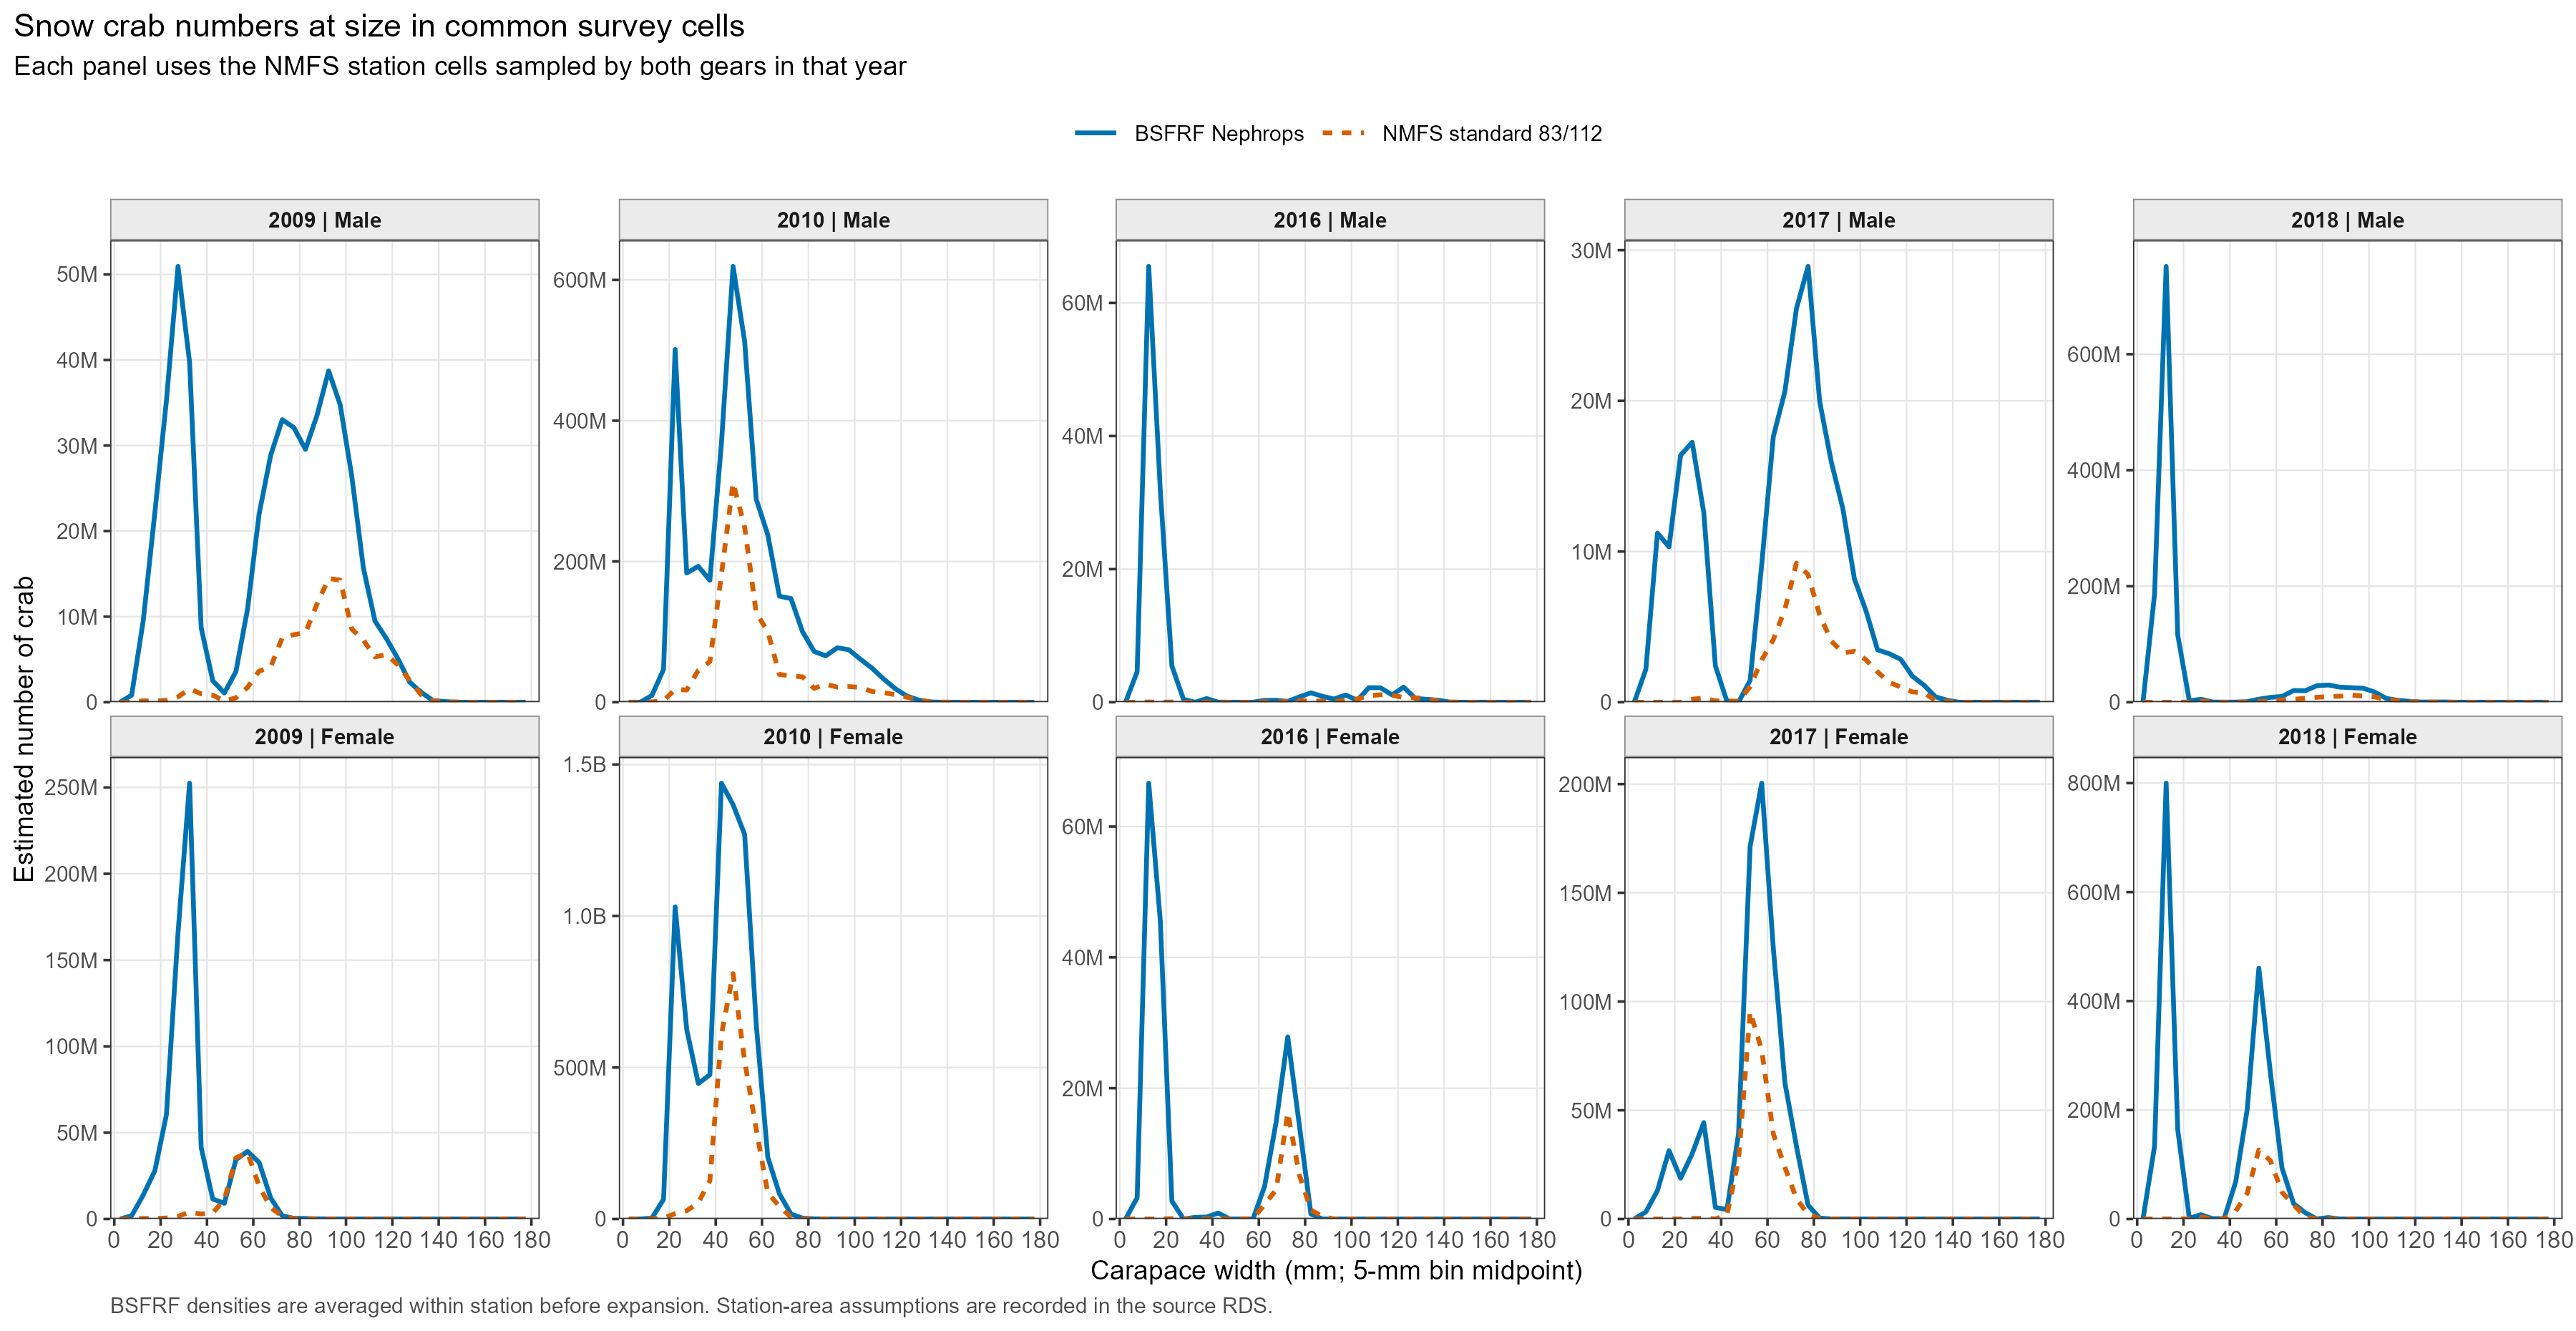 Snow crab numbers at size in common survey cells
Each panel uses the NMFS station cells sampled by both gears in that year
BSFRF Nephrops NMFS standard 83/112
2009 | Male 2010 | Male 2016 | Male 2017 | Male 2018 | Male
50M
40M
30M
20M
10M
0
600M
400M
200M
0
60M
40M
20M
0
30M
20M
10M
0
600M
400M
200M
0
Estimated number of crab
2009 | Female 2010 | Female 2016 | Female 2017 | Female 2018 | Female
250M
200M
150M
100M
50M
0
1.5B
1.0B
500M
0
60M
40M
20M
0
200M
150M
100M
50M
0
800M
600M
400M
200M
0
0 20 40 60 80 100 120 140 160 180
0 20 40 60 80 100 120 140 160 180
0 20 40 60 80 100 120 140 160 180
0 20 40 60 80 100 120 140 160 180
0 20 40 60 80 100 120 140 160 180
Carapace width (mm; 5-mm bin midpoint)
BSFRF densities are averaged within station before expansion. Station-area assumptions are recorded in the source RDS.